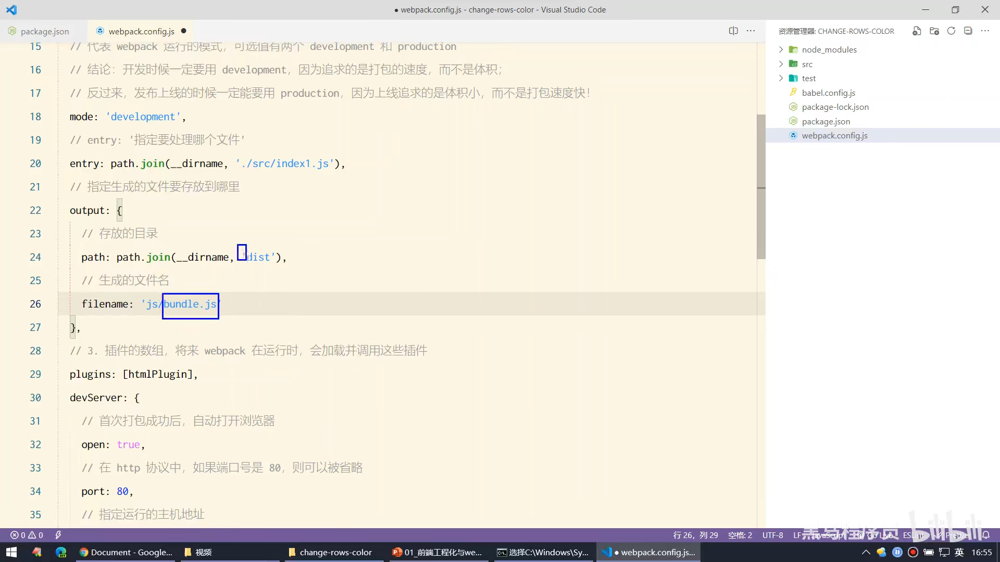 ● webpack.config.js - change-rows-color - Visual Studio Code
package.json
webpack.config.js ●
资源管理器: CHANGE-ROWS-COLOR
15 // 代表 webpack 运行的模式，可选值有两个 development 和 production
16 // 结论：开发时候一定要用 development，因为追求的是打包的速度，而不是体积；
17 // 反过来，发布上线的时候一定能要用 production，因为上线追求的是体积小，而不是打包速度快！
18 mode: 'development',
19 // entry: '指定要处理哪个文件'
20 entry: path.join(__dirname, './src/index1.js'),
21 // 指定生成的文件要存放到哪里
22 output: {
23 // 存放的目录
24 path: path.join(__dirname, 'dist'),
25 // 生成的文件名
26 filename: 'js/bundle.js'
27 },
28 // 3. 插件的数组，将来 webpack 在运行时，会加载并调用这些插件
29 plugins: [htmlPlugin],
30 devServer: {
31 // 首次打包成功后，自动打开浏览器
32 open: true,
33 // 在 http 协议中，如果端口号是 80，则可以被省略
34 port: 80,
35 // 指定运行的主机地址
node_modules
src
test
babel.config.js
package-lock.json
package.json
webpack.config.js
0 0
行 26，列 29 空格: 2 UTF-8 LF JavaScript Go Live ESLint Prettier
黑马程序员 bilibili
Document - Google...
视频
change-rows-color
01_前端工程化与we...
选择C:\Windows\Sy...
● webpack.config.js...
英
16:55